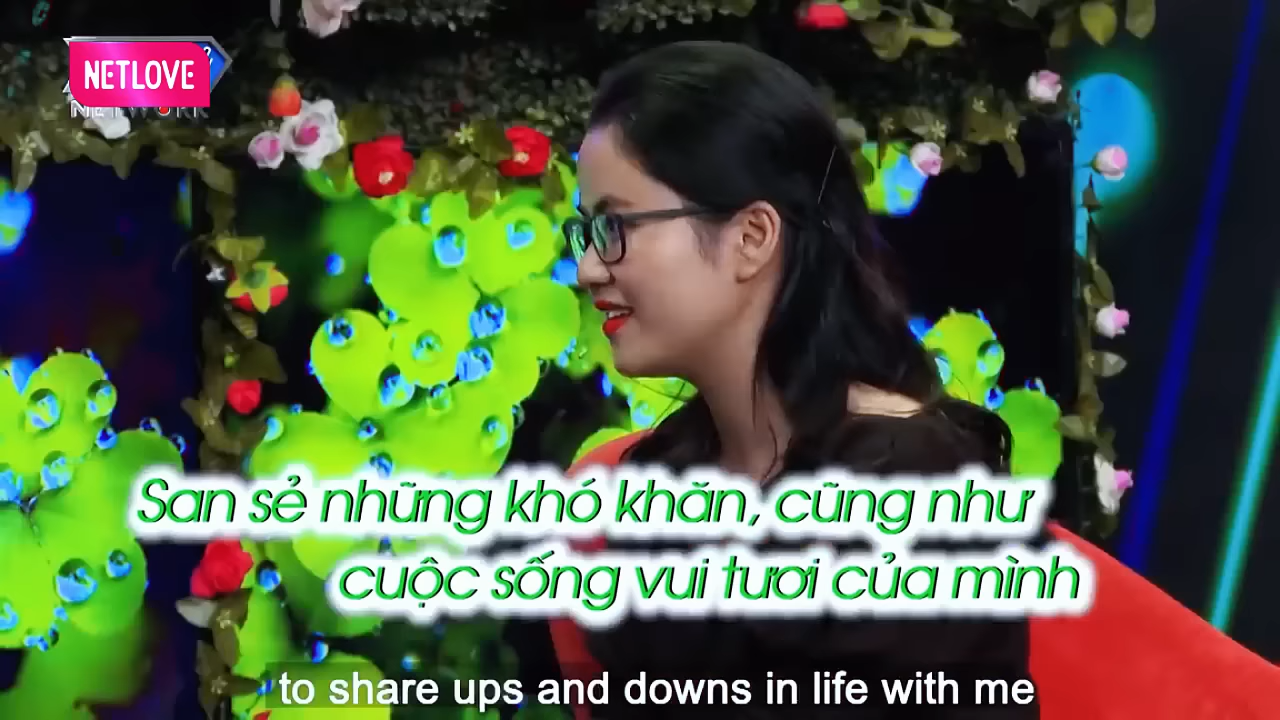 NETLOVE
NETWORK
San sẻ những khó khăn, cũng như
cuộc sống vui tươi của mình
to share ups and downs in life with me